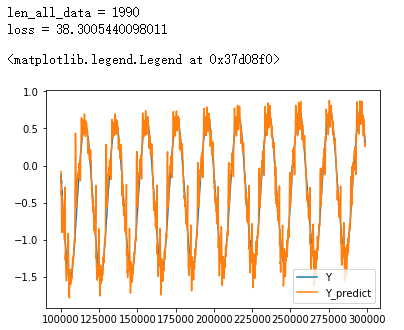 len_all_data = 1990
loss = 38.3005440098011
<matplotlib.legend.Legend at 0x37d08f0>
1.0
0.5
0.0
−0.5
−1.0
−1.5
Y
Y_predict
100000 125000 150000 175000 200000 225000 250000 275000 300000